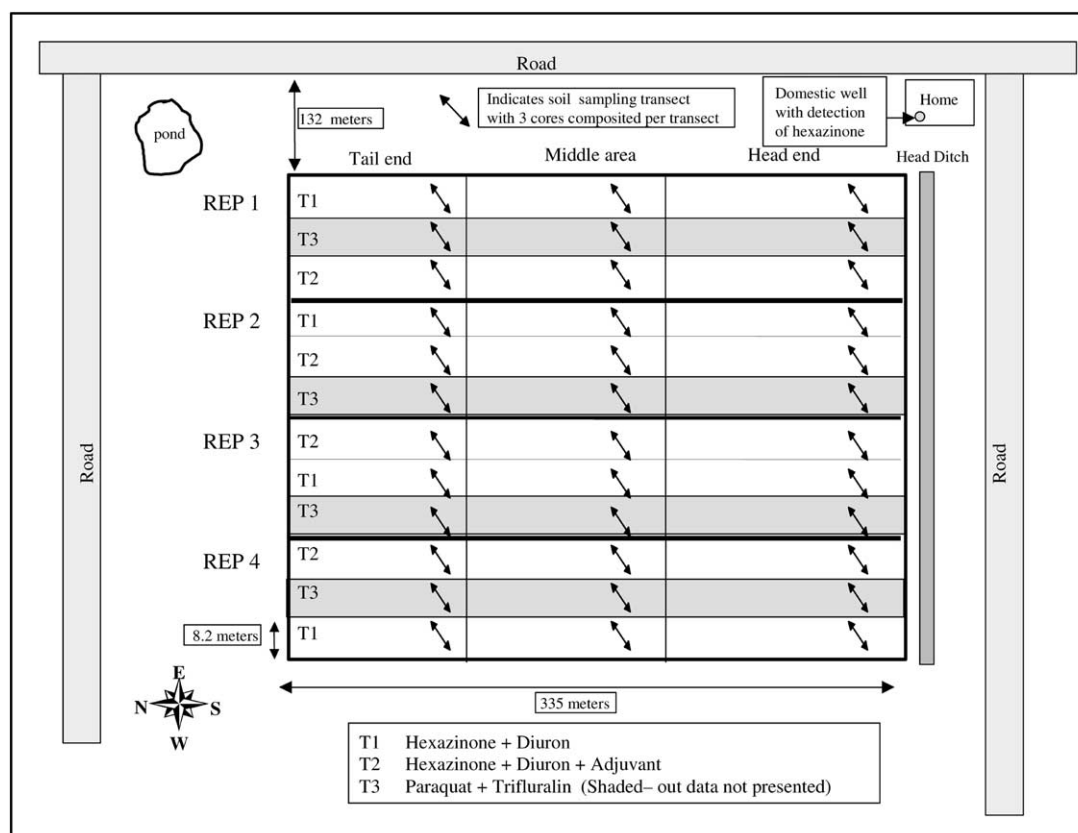 Road
132 meters
Indicates soil sampling transect
with 3 cores composited per transect
Domestic well
with detection
of hexazinone
Home
pond
Tail end
Middle area
Head end
Head Ditch
REP 1
T1
T3
T2
REP 2
T1
T2
T3
REP 3
T2
T1
T3
REP 4
T2
T3
T1
Road
Road
8.2 meters
335 meters
E
N
S
W
T1 Hexazinone + Diuron
T2 Hexazinone + Diuron + Adjuvant
T3 Paraquat + Trifluralin (Shaded– out data not presented)